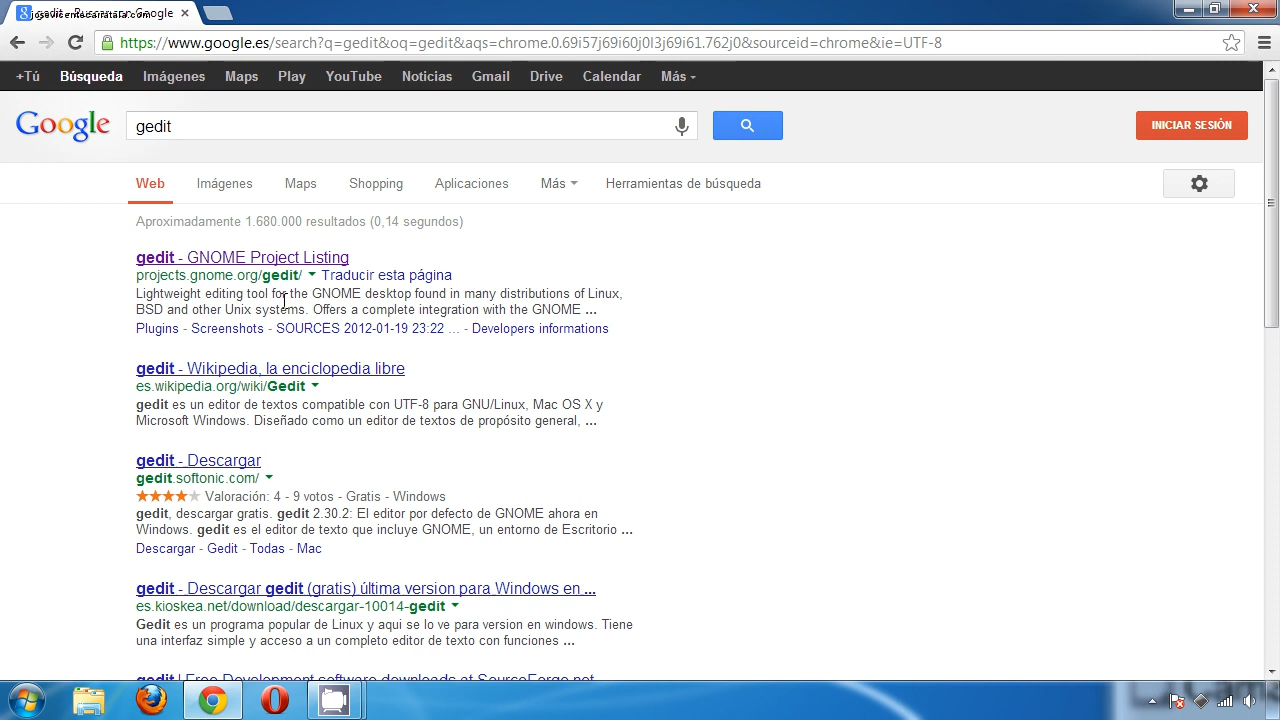 gedit - Buscar con Google
josevicentecarratala.com
https://www.google.es/search?q=gedit&oq=gedit&aqs=chrome.0.69i57j69i60j0l3j69i61.762j0&sourceid=chrome&ie=UTF-8
+Tú Búsqueda Imágenes Maps Play YouTube Noticias Gmail Drive Calendar Más
Google gedit INICIAR SESIÓN
Web Imágenes Maps Shopping Aplicaciones Más Herramientas de búsqueda
Aproximadamente 1.680.000 resultados (0,14 segundos)
gedit - GNOME Project Listing
projects.gnome.org/gedit/ Traducir esta página
Lightweight editing tool for the GNOME desktop found in many distributions of Linux,
BSD and other Unix systems. Offers a complete integration with the GNOME ...
Plugins - Screenshots - SOURCES 2012-01-19 23:22 ... - Developers informations
gedit - Wikipedia, la enciclopedia libre
es.wikipedia.org/wiki/Gedit
gedit es un editor de textos compatible con UTF-8 para GNU/Linux, Mac OS X y
Microsoft Windows. Diseñado como un editor de textos de propósito general, ...
gedit - Descargar
gedit.softonic.com/
Valoración: 4 - 9 votos - Gratis - Windows
gedit, descargar gratis. gedit 2.30.2: El editor por defecto de GNOME ahora en
Windows. gedit es el editor de texto que incluye GNOME, un entorno de Escritorio ...
Descargar - Gedit - Todas - Mac
gedit - Descargar gedit (gratis) última version para Windows en ...
es.kioskea.net/download/descargar-10014-gedit
Gedit es un programa popular de Linux y aqui se lo ve para version en windows. Tiene
una interfaz simple y acceso a un completo editor de texto con funciones ...
gedit | Free Development software downloads at SourceForge.net